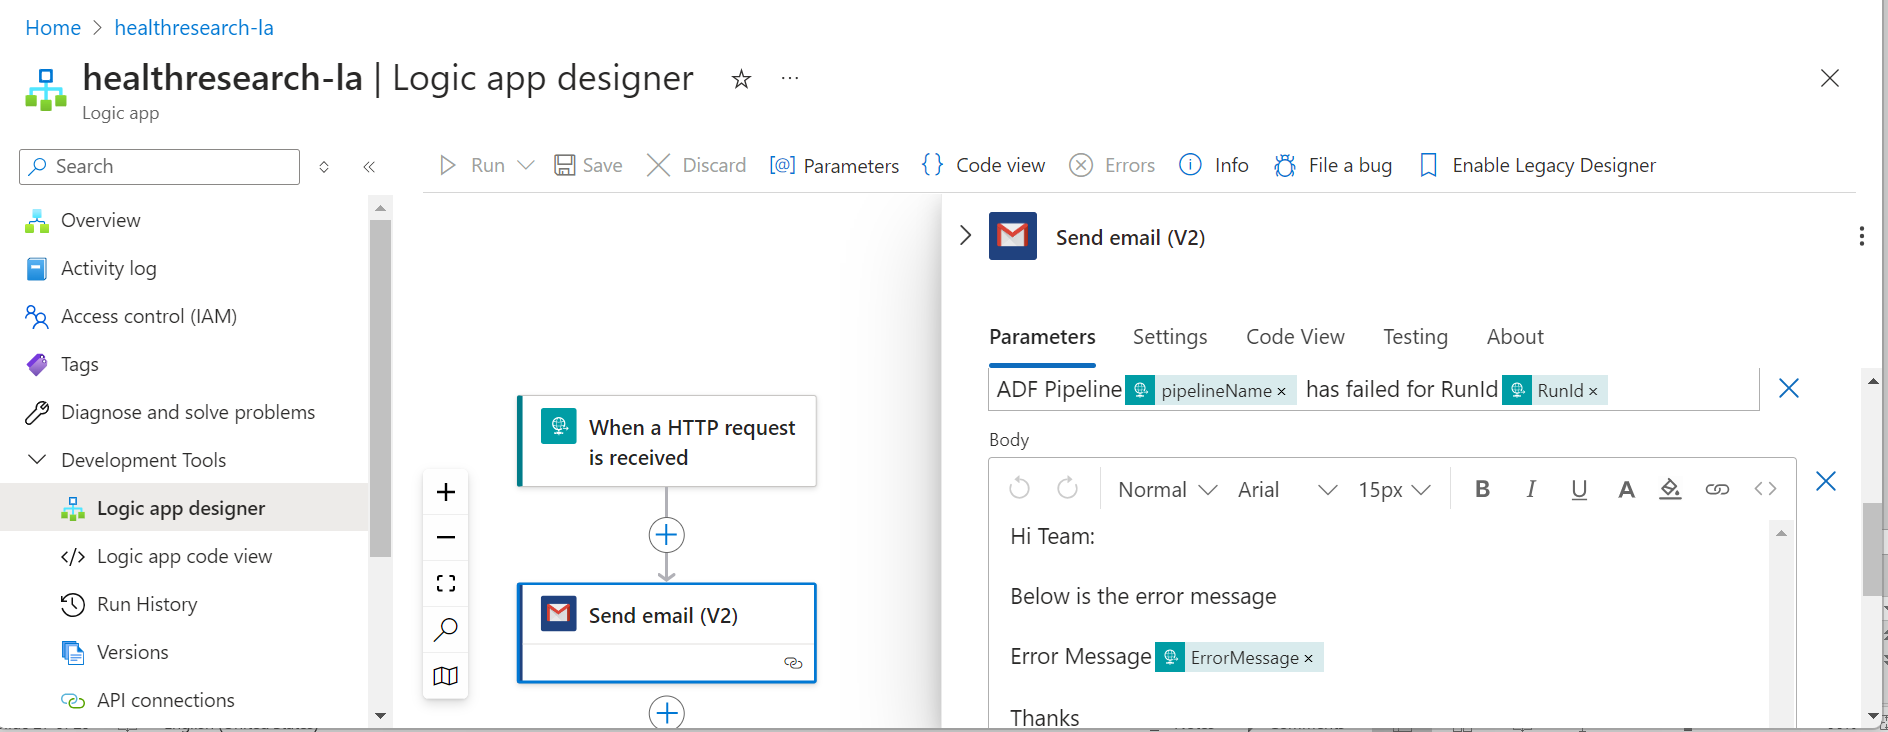 Home > healthresearch-la
healthresearch-la | Logic app designer
Logic app
Search
Run
Save
Discard
[@] Parameters
{} Code view
Errors
Info
File a bug
Enable Legacy Designer
Overview
Activity log
Access control (IAM)
Tags
Diagnose and solve problems
Development Tools
Logic app designer
Logic app code view
Run History
Versions
API connections
When a HTTP request
is received
Send email (V2)
Send email (V2)
Parameters
Settings
Code View
Testing
About
ADF Pipeline pipelineName × has failed for RunId RunId ×
Body
Normal
Arial
15px
B I U A
Hi Team:
Below is the error message
Error Message ErrorMessage ×
Thanks